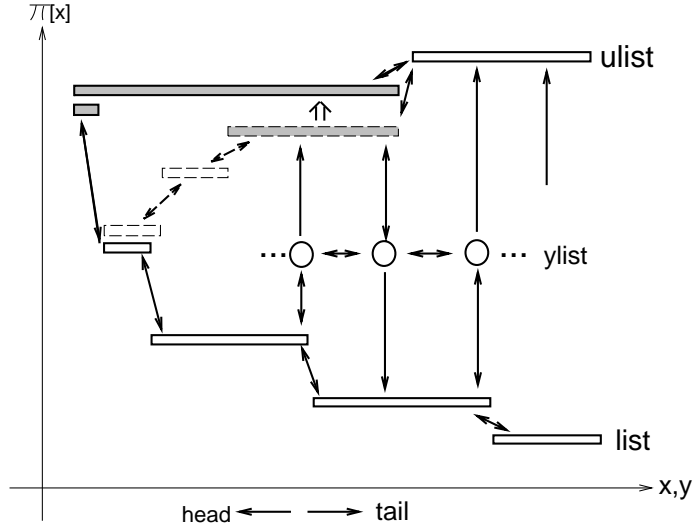 π[x]
ulist
... ... ylist
list
x,y
head tail